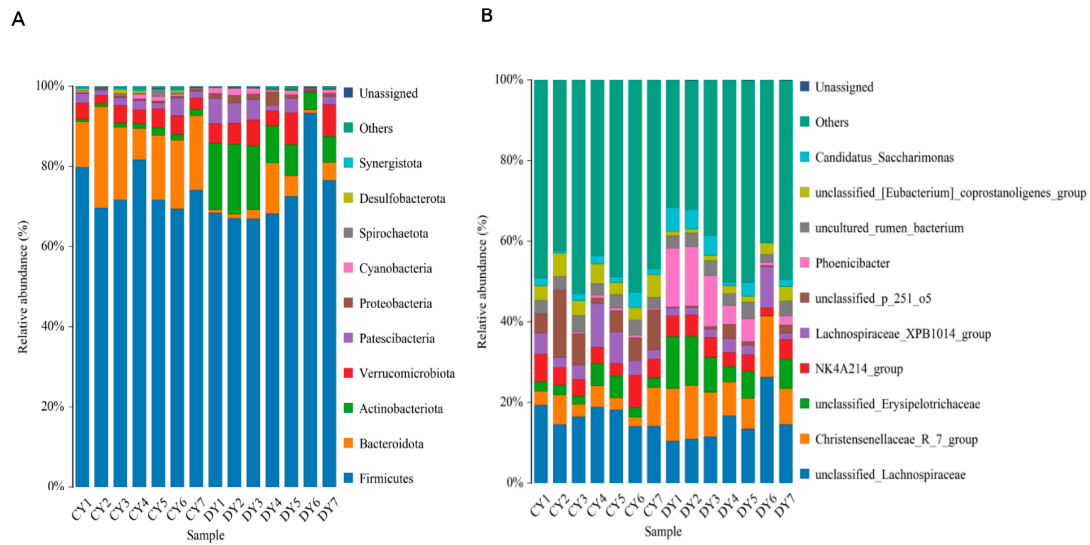 A
Relative abundance (%)
100%
80%
60%
40%
20%
0%
CY1
CY2
CY3
CY4
CY5
CY6
CY7
DY1
DY2
DY3
DY4
DY5
DY6
DY7
Sample
Unassigned
Others
Synergistota
Desulfobacterota
Spirochaetota
Cyanobacteria
Proteobacteria
Patescibacteria
Verrucomicrobiota
Actinobacteriota
Bacteroidota
Firmicutes
B
Relative abundance (%)
100%
80%
60%
40%
20%
0%
CY1
CY2
CY3
CY4
CY5
CY6
CY7
DY1
DY2
DY3
DY4
DY5
DY6
DY7
Sample
Unassigned
Others
Candidatus_Saccharimonas
unclassified_[Eubacterium]_coprostanoligenes_group
uncultured_rumen_bacterium
Phoenicibacter
unclassified_p_251_o5
Lachnospiraceae_XPB1014_group
NK4A214_group
unclassified_Erysipelotrichaceae
Christensenellaceae_R_7_group
unclassified_Lachnospiraceae